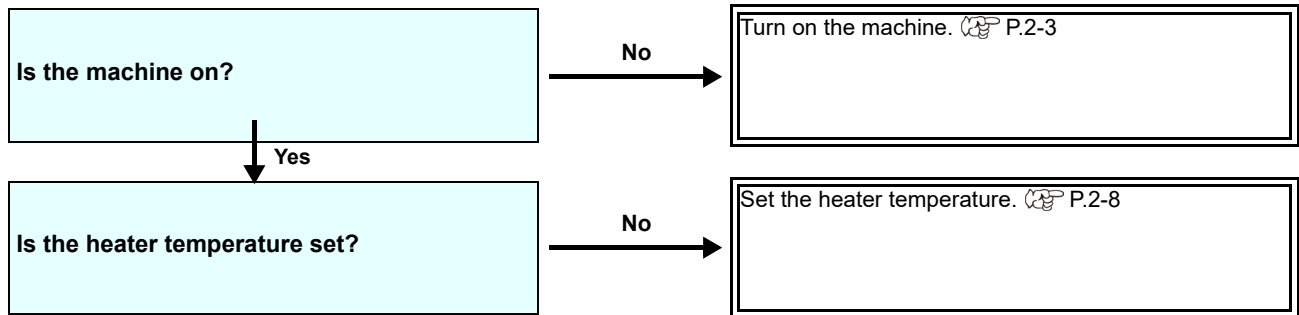 Is the machine on?
No
Turn on the machine. P.2-3
Yes
Is the heater temperature set?
No
Set the heater temperature. P.2-8